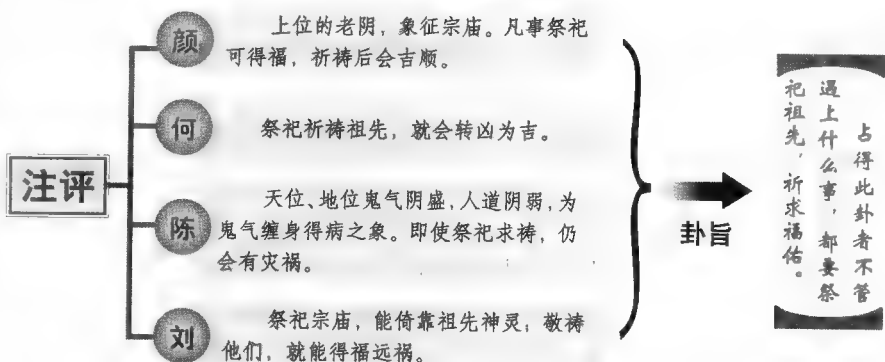 注评
颜
上位的老阴，象征宗庙。凡事祭祀
可得福，祈祷后会吉顺。
何
祭祀祈祷祖先，就会转凶为吉。
陈
天位、地位鬼气阴盛，人道阴弱，为
鬼气缠身得病之象。即使祭祀求祷，仍
会有灾祸。
刘
祭祀宗庙，能倚靠祖先神灵；敬祷
他们，就能得福远祸。
卦旨
占得此卦者不管
遇上什么事，都要祭
祀祖先，祈求福佑。